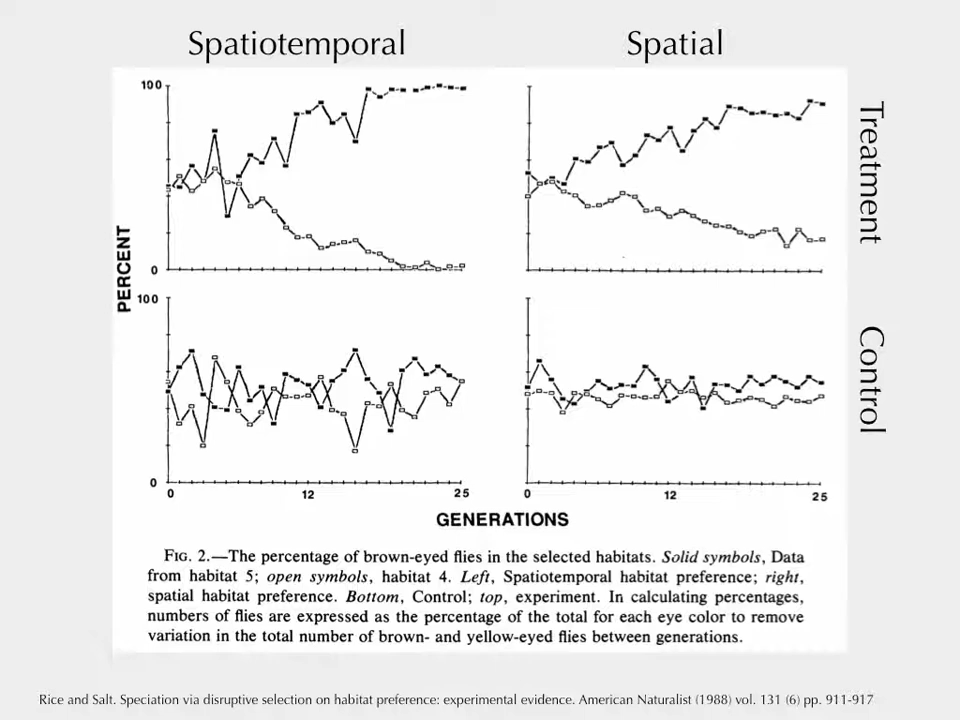 Spatiotemporal
Spatial
Treatment
Control
PERCENT
100
0
100
0
0
12
25
0
12
25
GENERATIONS
FIG. 2.—The percentage of brown-eyed flies in the selected habitats. Solid symbols, Data
from habitat 5; open symbols, habitat 4. Left, Spatiotemporal habitat preference; right,
spatial habitat preference. Bottom, Control; top, experiment. In calculating percentages,
numbers of flies are expressed as the percentage of the total for each eye color to remove
variation in the total number of brown- and yellow-eyed flies between generations.
Rice and Salt. Speciation via disruptive selection on habitat preference: experimental evidence. American Naturalist (1988) vol. 131 (6) pp. 911-917